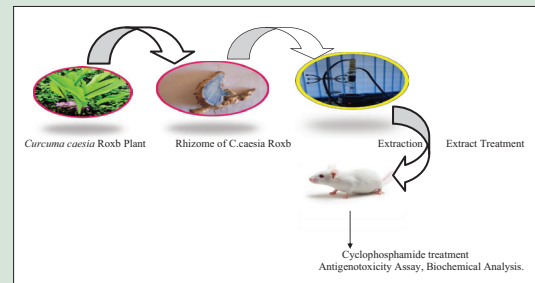 Curcuma caesia Roxb Plant
Rhizome of C.caesia Roxb
Extraction
Extract Treatment
Cyclophosphamide treatment
Antigenotoxicity Assay, Biochemical Analysis.